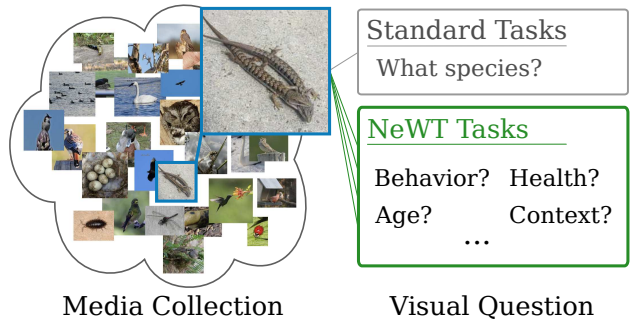 Standard Tasks
What species?
NeWT Tasks
Behavior? Health?
Age? Context?
...
Media Collection
Visual Question